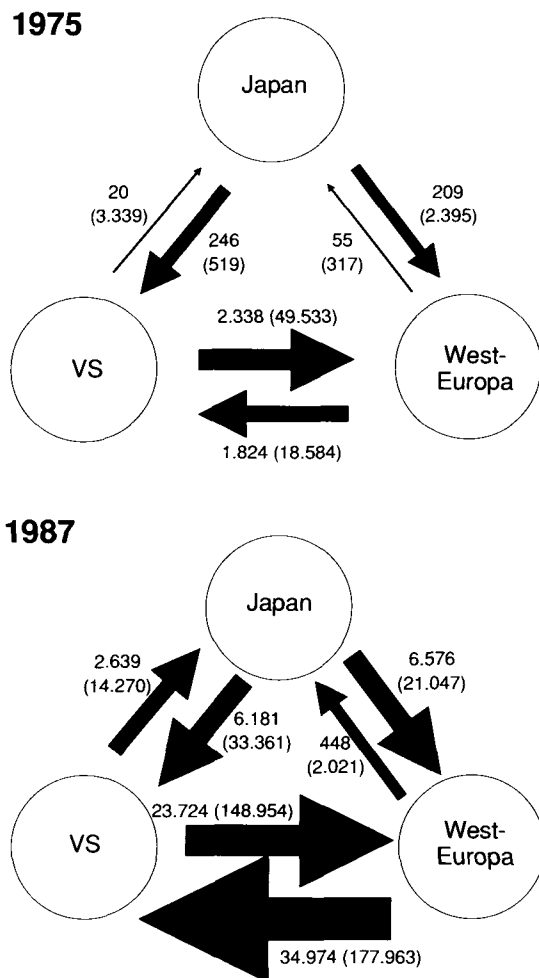 1975
Japan
20
(3.339)
246
(519)
55
(317)
209
(2.395)
2.338 (49.533)
VS
West-
Europa
1.824 (18.584)
1987
Japan
2.639
(14.270)
6.181
(33.361)
448
(2.021)
6.576
(21.047)
23.724 (148.954)
VS
West-
Europa
34.974 (177.963)